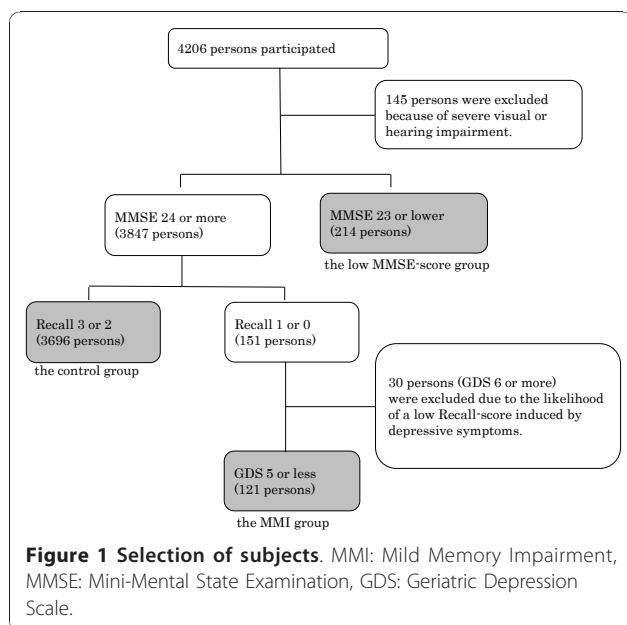 4206 persons participated
145 persons were excluded
because of severe visual or
hearing impairment.
MMSE 24 or more
(3847 persons)
MMSE 23 or lower
(214 persons)
the low MMSE-score group
Recall 3 or 2
(3696 persons)
the control group
Recall 1 or 0
(151 persons)
30 persons (GDS 6 or more)
were excluded due to the likelihood
of a low Recall-score induced by
depressive symptoms.
GDS 5 or less
(121 persons)
the MMI group
Figure 1 Selection of subjects. MMI: Mild Memory Impairment,
MMSE: Mini-Mental State Examination, GDS: Geriatric Depression
Scale.